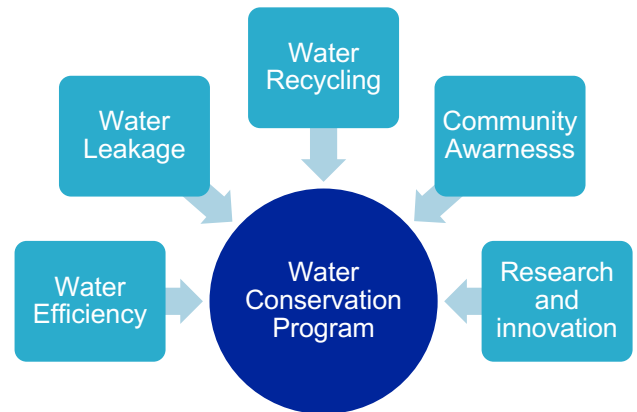 Water
Efficiency
Water
Leakage
Water
Recycling
Community
Awarnesss
Research
and
innovation
Water
Conservation
Program